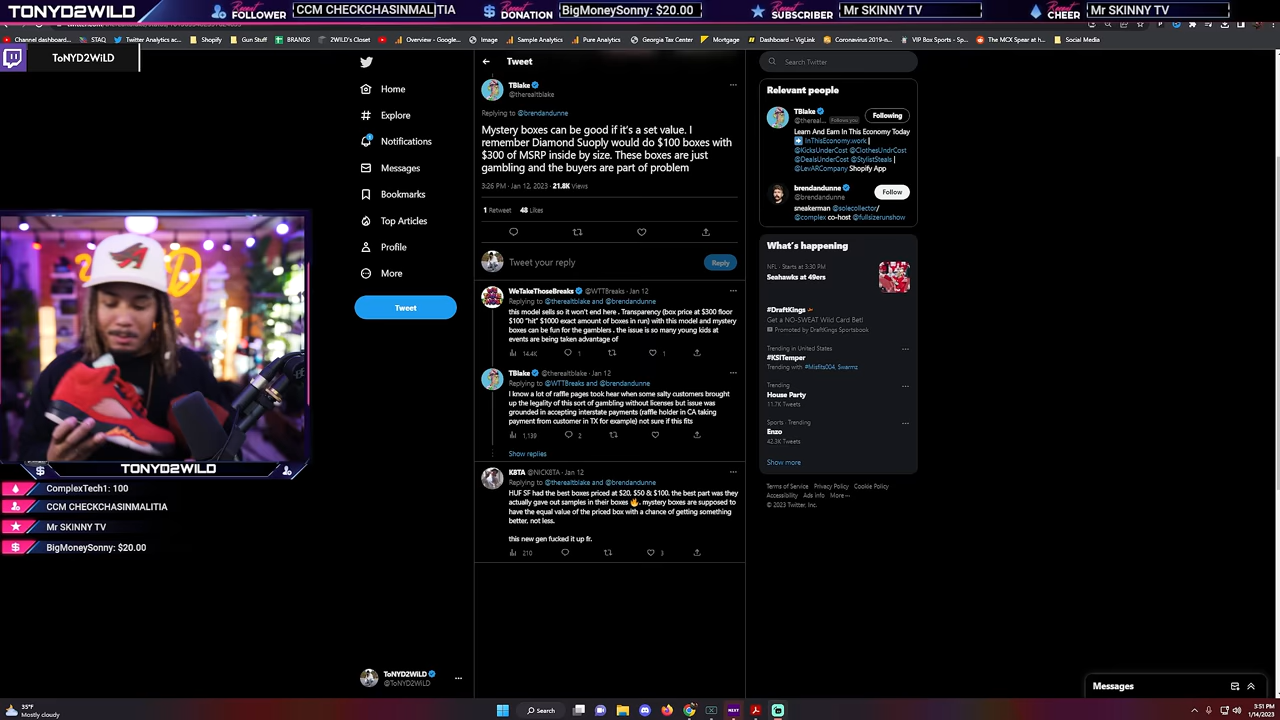 TONYD2WILD
Recent FOLLOWER
CCM CHECKCHASINMALITIA
Recent DONATION
BigMoneySonny: $20.00
Recent SUBSCRIBER
Mr SKINNY TV
Recent CHEER
Mr SKINNY TV
Channel dashboard...
STAQ
Twitter Analytics ac...
Shopify
Gun Stuff
BRANDS
2WILD's Closet
Overview - Google...
Image
Sample Analytics
Pure Analytics
Georgia Tax Center
Mortgage
Dashboard – VigLink
Coronavirus 2019-n...
VIP Box Sports - Sp...
The MCX Spear at h...
Social Media
ToNYD2WiLD
Home
Explore
Notifications
Messages
Bookmarks
Top Articles
Profile
More
Tweet
Tweet
TBlake
@therealtblake
Replying to @brendandunne
Mystery boxes can be good if it's a set value. I
remember Diamond Suoply would do $100 boxes with
$300 of MSRP inside by size. These boxes are just
gambling and the buyers are part of problem
3:26 PM · Jan 12, 2023 · 21.8K Views
1 Retweet 48 Likes
Tweet your reply
Reply
WeTakeThoseBreaks @WTTBreaks · Jan 12
Replying to @therealtblake and @brendandunne
this model sells so it won't end here . Transparency (box price at $300 floor
$100 "hit" $1000 exact amount of boxes in run) with this model and mystery
boxes can be fun for the gamblers . the issue is so many young kids at
events are being taken advantage of
14.4K 1 1
TBlake @therealtblake · Jan 12
Replying to @WTTBreaks and @brendandunne
I know a lot of raffle pages took hear when some salty customers brought
up the legality of this sort of gambling without licenses but issue was
grounded in accepting interstate payments (raffle holder in CA taking
payment from customer in TX for example) not sure if this fits
1,139 2
Show replies
K8TA @NICK8TA · Jan 12
Replying to @therealtblake and @brendandunne
HUF SF had the best boxes priced at $20, $50 & $100. the best part was they
actually gave out samples in their boxes 🔥. mystery boxes are supposed to
have the equal value of the priced box with a chance of getting something
better, not less.
this new gen fucked it up fr.
210 3
Search Twitter
Relevant people
TBlake
@thereal... Follows you
Following
Learn And Earn In This Economy Today
➡️ InThisEconomy.work |
@KicksUnderCost @ClothesUndrCost
@DealsUnderCost @StylistSteals |
@LevARCompany Shopify App
brendandunne
@brendandunne
Follow
sneakerman @solecollector/
@complex co-host @fullsizerunshow
What's happening
NFL · Starts at 3:30 PM
Seahawks at 49ers
#DraftKings
Get a NO-SWEAT Wild Card Bet!
Promoted by DraftKings Sportsbook
Trending in United States
#KSITemper
Trending with #Misfits004, Swarmz
Trending
House Party
11.7K Tweets
Sports · Trending
Enzo
42.3K Tweets
Show more
Terms of Service Privacy Policy Cookie Policy
Accessibility Ads info More ···
© 2023 Twitter, Inc.
TONYD2WILD
ComplexTech1: 100
CCM CHECKCHASINMALITIA
Mr SKINNY TV
BigMoneySonny: $20.00
ToNYD2WiLD
@ToNYD2WiLD
Messages
33°F
Mostly cloudy
Search
NEXT
3:51 PM
1/14/2023